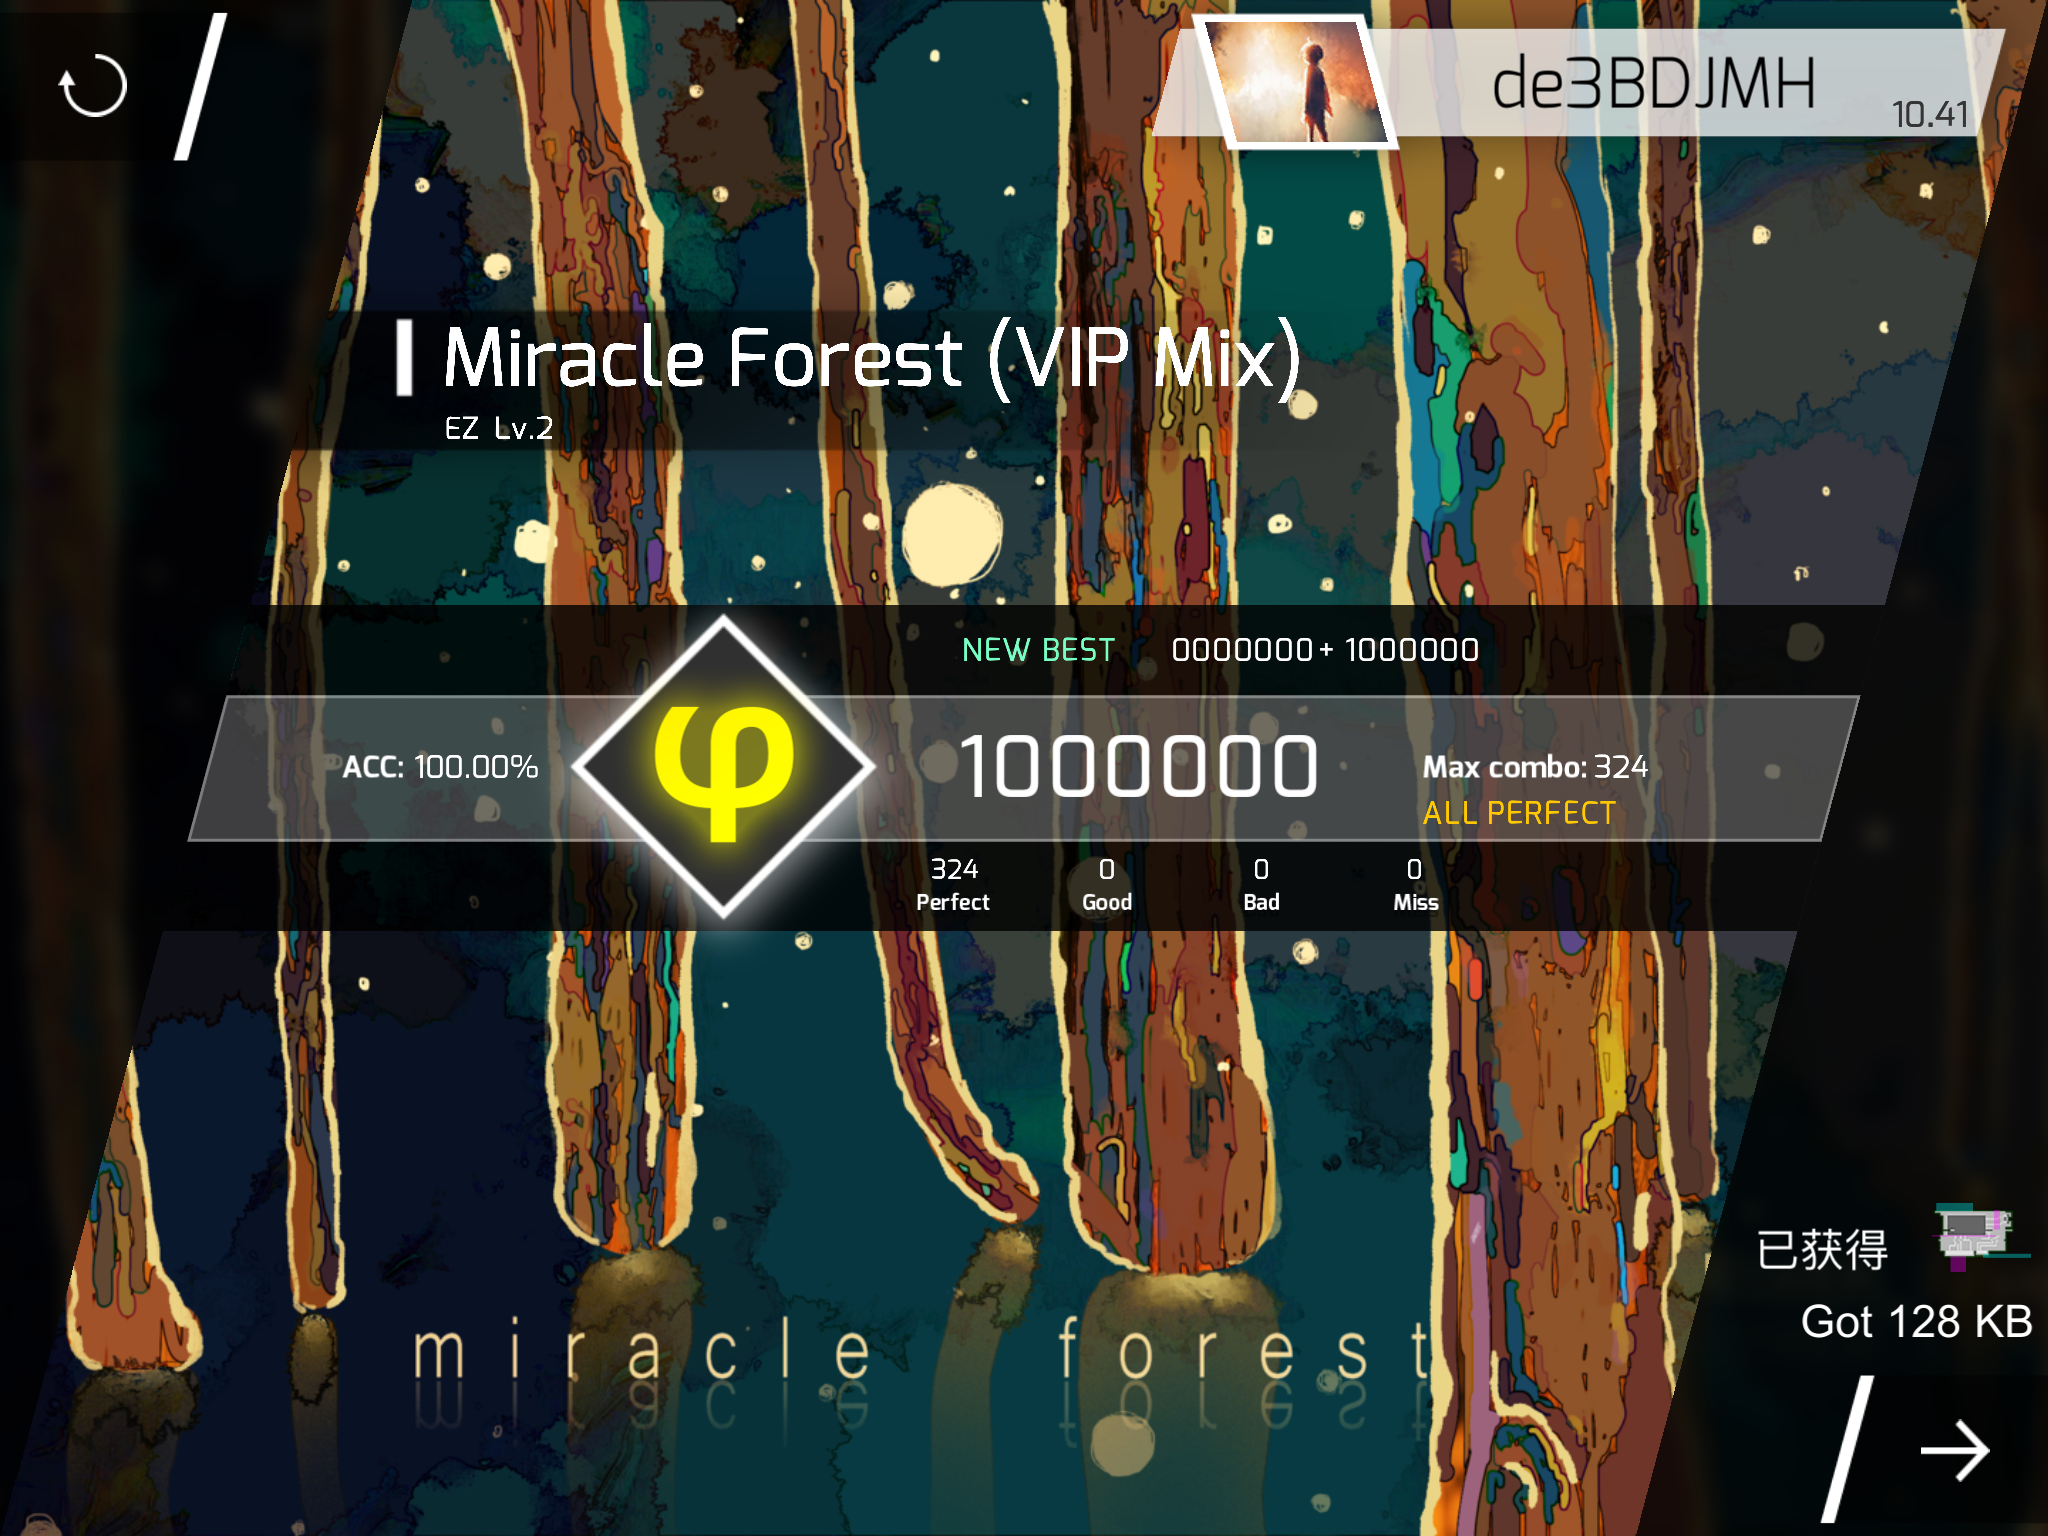 de3BDJMH
10.41
Miracle Forest (VIP Mix)
EZ Lv.2
NEW BEST 0000000+ 1000000
ACC: 100.00%
φ
1000000
Max combo: 324
ALL PERFECT
324 0 0 0
Perfect Good Bad Miss
已获得
Got 128 KB
miracle forest